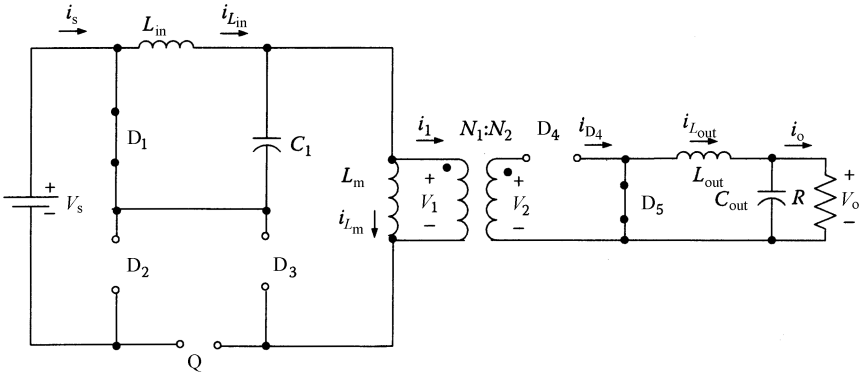 i_s L_in i_Lin
D_1 C_1
+ V_s −
D_2 D_3
Q
L_m i_Lm
i_1 N_1:N_2 D_4 i_D4 i_Lout i_o
+ V_1 −
+ V_2 −
D_5 L_out C_out R
+ V_o −